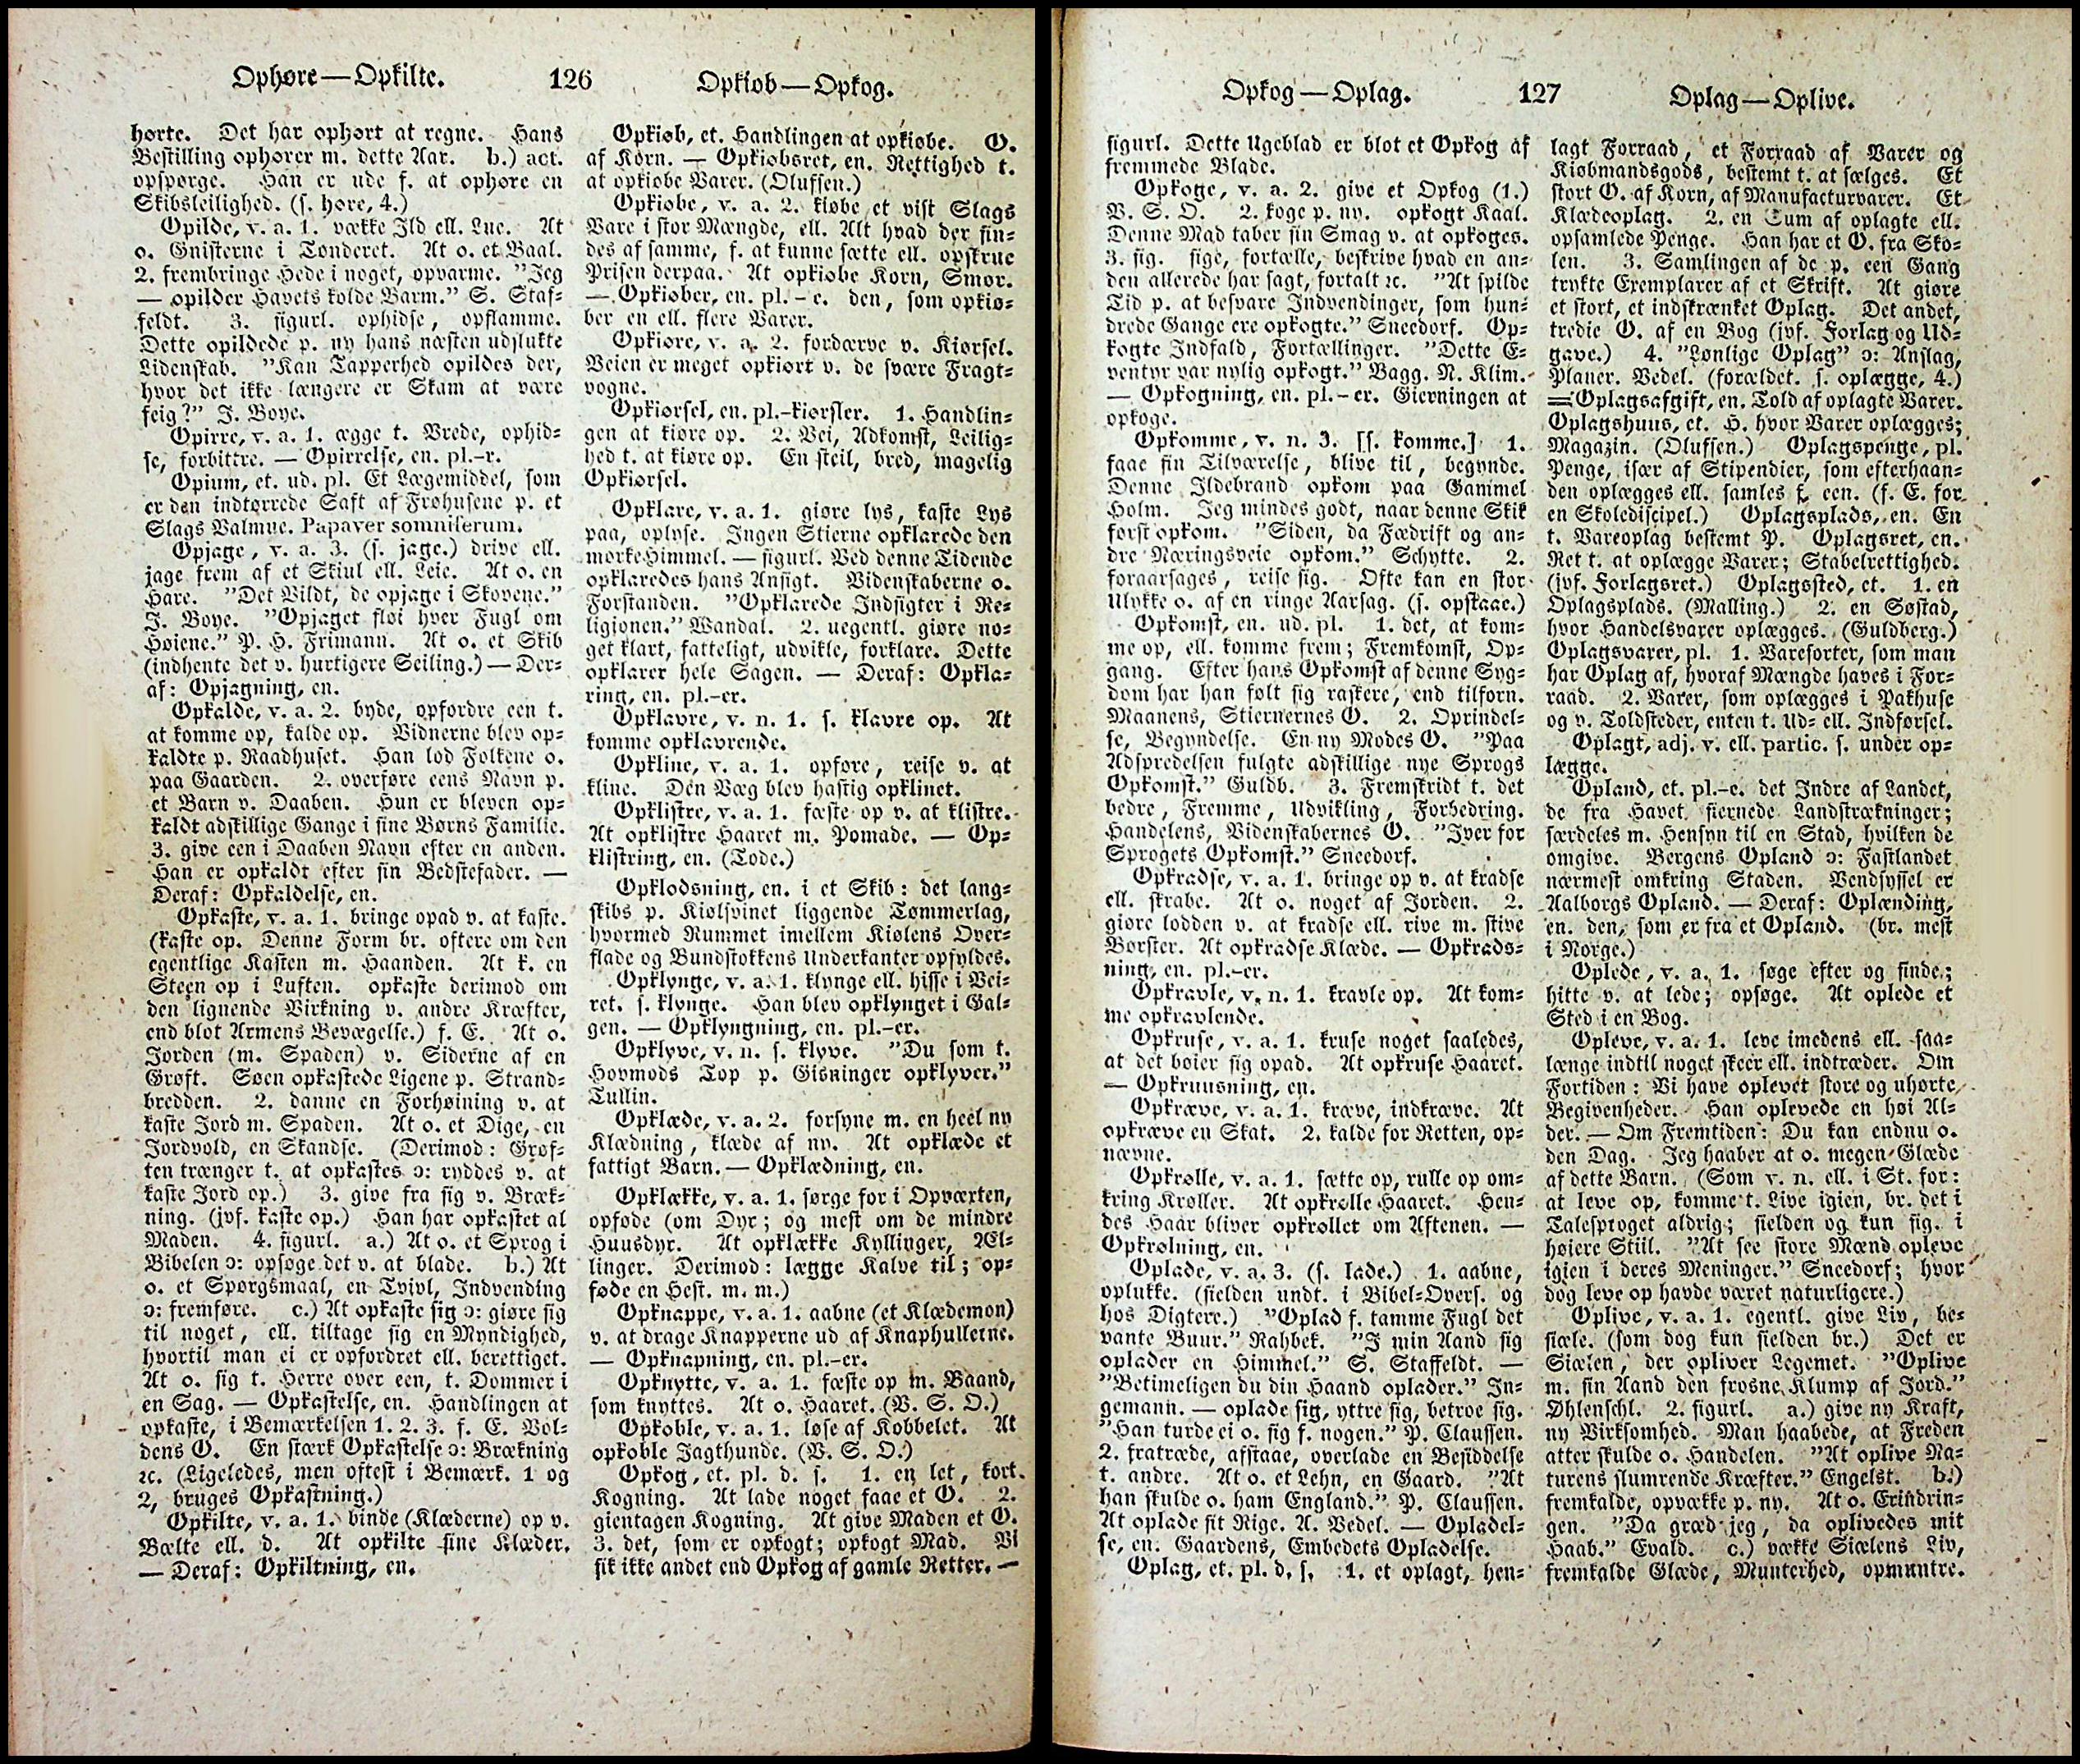 Ophøre—Opkilte.
126
Opkiøb—Opkog.
hørte. Det har ophørt at regne. Hans
Bestilling ophører m. dette Aar. b.) act.
opspørge. Han er ude f. at ophøre en
Skibsleilighed. (s. høre, 4.)
Opilde, v. a. 1. vække Ild ell. Lue. At
o. Gnisterne i Tønderet. At o. et Baal.
2. frembringe Hede i noget, opvarme. "Jeg
— opilder Havets kolde Barm." S. Staf-
feldt. 3. figurl. ophidse, opflamme.
Dette opildede p. ny hans næsten udslukte
Lidenskab. "Kan Tapperhed opildes der,
hvor det ikke længere er Skam at være
feig?" J. Boye.
Opirre, v. a. 1. ægge t. Vrede, ophid-
se, forbittre. — Opirrelse, en. pl.-r.
Opium, et. ud. pl. Et Lægemiddel, som
er den indtørrede Saft af Frøhusene p. et
Slags Valmue. Papaver somniferum.
Opjage, v. a. 3. (s. jage.) drive ell.
jage frem af et Skiul ell. Leie. At o. en
Hare. "Det Vildt, de opjage i Skovene."
J. Boye. "Opjaget fløi hver Fugl om
Høiene." P. H. Frimann. At o. et Skib
(indhente det v. hurtigere Seiling.) — Der-
af: Opjagning, en.
Opkalde, v. a. 2. byde, opfordre een t.
at komme op, kalde op. Vidnerne blev op-
kaldte p. Raadhuset. Han lod Folkene o.
paa Gaarden. 2. overføre eens Navn p.
et Barn v. Daaben. Hun er bleven op-
kaldt adskillige Gange i sine Børns Familie.
3. give een i Daaben Navn efter en anden.
Han er opkaldt efter sin Bedstefader. —
Deraf: Opkaldelse, en.
Opkaste, v. a. 1. bringe opad v. at kaste.
(kaste op. Denne Form br. oftere om den
egentlige Kasten m. Haanden. At k. en
Steen op i Luften. opkaste derimod om
den lignende Virkning v. andre Kræfter,
end blot Armens Bevægelse.) f. E. At o.
Jorden (m. Spaden) v. Siderne af en
Grøft. Søen opkastede Ligene p. Strand-
bredden. 2. danne en Forhøining v. at
kaste Jord m. Spaden. At o. et Dige, en
Jordvold, en Skandse. (Derimod: Grøf-
ten trænger t. at opkastes ɔ: ryddes v. at
kaste Jord op.) 3. give fra sig v. Bræk-
ning. (jvf. kaste op.) Han har opkastet al
Maden. 4. figurl. a.) At o. et Sprog i
Bibelen ɔ: opsøge det v. at blade. b.) At
o. et Spørgsmaal, en Tvivl, Indvending
ɔ: fremføre. c.) At opkaste sig ɔ: giøre sig
til noget, ell. tiltage sig en Myndighed,
hvortil man ei er opfordret ell. berettiget.
At o. sig t. Herre over een, t. Dommer i
en Sag. — Opkastelse, en. Handlingen at
opkaste, i Bemærkelsen 1. 2. 3. f. E. Vol-
dens O. En stærk Opkastelse ɔ: Brækning
ꝛc. (Ligeledes, men oftest i Bemærk. 1 og
2, bruges Opkastning.)
Opkilte, v. a. 1. binde (Klæderne) op v.
Bælte ell. d. At opkilte sine Klæder.
— Deraf: Opkiltning, en.
Opkiøb, et. Handlingen at opkiøbe. O.
af Korn. — Opkiøbsret, en. Rettighed t.
at opkiøbe Varer. (Olufsen.)
Opkiøbe, v. a. 2. kiøbe et vist Slags
Vare i stor Mængde, ell. Alt hvad der fin-
des af samme, f. at kunne sætte ell. opskrue
Prisen derpaa. At opkiøbe Korn, Smør.
— Opkiøber, en. pl. - e. den, som opkiø-
ber en ell. flere Varer.
Opkiøre, v. a. 2. fordærve v. Kiørsel.
Veien er meget opkiørt v. de svære Fragt-
vogne.
Opkiørsel, en. pl.-kiørsler. 1. Handlin-
gen at kiøre op. 2. Vei, Adkomst, Leilig-
hed t. at kiøre op. En steil, bred, magelig
Opkiørsel.
Opklare, v. a. 1. giøre lys, kaste Lys
paa, oplyse. Ingen Stierne opklarede den
mørke Himmel. — figurl. Ved denne Tidende
opklaredes hans Ansigt. Videnskaberne o.
Forstanden. "Opklarede Indsigter i Re-
ligionen." Wandal. 2. uegentl. giøre no-
get klart, fatteligt, udvikle, forklare. Dette
opklarer hele Sagen. — Deraf: Opkla-
ring, en. pl.-er.
Opklavre, v. n. 1. s. klavre op. At
komme opklavrende.
Opkline, v. a. 1. opføre, reise v. at
kline. Den Væg blev hastig opklinet.
Opklistre, v. a. 1. fæste op v. at klistre.
At opklistre Haaret m. Pomade. — Op-
klistring, en. (Tode.)
Opklodsning, en. i et Skib: det lang-
skibs p. Kiølsvinet liggende Tømmerlag,
hvormed Rummet imellem Kiølens Over-
flade og Bundstokkens Underkanter opfyldes.
Opklynge, v. a. 1. klynge ell. hisse i Vei-
ret. s. klynge. Han blev opklynget i Gal-
gen. — Opklyngning, en. pl.-er.
Opklyve, v. n. s. klyve. "Du som t.
Hovmods Top p. Gisninger opklyver."
Tullin.
Opklæde, v. a. 2. forsyne m. en heel ny
Klædning, klæde af ny. At opklæde et
fattigt Barn. — Opklædning, en.
Opklække, v. a. 1. sørge for i Opvæxten,
opføde (om Dyr; og mest om de mindre
Huusdyr. At opklække Kyllinger, Æl-
linger. Derimod: lægge Kalve til; op-
føde en Hest. m. m.)
Opknappe, v. a. 1. aabne (et Klædemon)
v. at drage Knapperne ud af Knaphullerne.
— Opknapning, en. pl.-er.
Opknytte, v. a. 1. fæste op m. Baand,
som knyttes. At o. Haaret. (V. S. O.)
Opkoble, v. a. 1. løse af Kobbelet. At
opkoble Jagthunde. (V. S. O.)
Opkog, et. pl. d. s. 1. en let, kort.
Kogning. At lade noget faae et O. 2.
gientagen Kogning. At give Maden et O.
3. det, som er opkogt; opkogt Mad. Vi
fik ikke andet end Opkog af gamle Retter. —
Opkog—Oplag.
127
Oplag—Oplive.
figurl. Dette Ugeblad er blot et Opkog af
fremmede Blade.
Opkoge, v. a. 2. give et Opkog (1.)
V. S. O. 2. koge p. ny. opkogt Kaal.
Denne Mad taber sin Smag v. at opkoges.
3. fig. sige, fortælle, beskrive hvad en an-
den allerede har sagt, fortalt ꝛc. "At spilde
Tid p. at besvare Indvendinger, som hun-
drede Gange ere opkogte." Sneedorf. Op-
kogte Indfald, Fortællinger. "Dette E-
ventyr var nylig opkogt." Bagg. N. Klim.
— Opkogning, en. pl.-er. Gierningen at
opkoge.
Opkomme, v. n. 3. [s. komme.] 1.
faae sin Tilværelse, blive til, begynde.
Denne Ildebrand opkom paa Gammel
Holm. Jeg mindes godt, naar denne Skik
først opkom. "Siden, da Fædrift og an-
dre Næringsveie opkom." Schytte. 2.
foraarsages, reise sig. Ofte kan en stor
Ulykke o. af en ringe Aarsag. (s. opstaae.)
Opkomst, en. ud. pl. 1. det, at kom-
me op, ell. komme frem; Fremkomst, Op-
gang. Efter hans Opkomst af denne Syg-
dom har han følt sig raskere, end tilforn.
Maanens, Stiernernes O. 2. Oprindel-
se, Begyndelse. En ny Modes O. "Paa
Adspredelsen fulgte adskillige nye Sprogs
Opkomst." Guldb. 3. Fremskridt t. det
bedre, Fremme, Udvikling, Forbedring.
Handelens, Videnskabernes O. "Iver for
Sprogets Opkomst." Sneedorf.
Opkradse, v. a. 1. bringe op v. at kradse
ell. skrabe. At o. noget af Jorden. 2.
giøre lodden v. at kradse ell. rive m. stive
Børster. At opkradse Klæde. — Opkrads-
ning, en. pl.-er.
Opkravle, v. n. 1. kravle op. At kom-
me opkravlende.
Opkruse, v. a. 1. kruse noget saaledes,
at det bøier sig opad. At opkruse Haaret.
— Opkruusning, en.
Opkræve, v. a. 1. kræve, indkræve. At
opkræve en Skat. 2. kalde for Retten, op-
nævne.
Opkrølle, v. a. 1. sætte op, rulle op om-
kring Krøller. At opkrølle Haaret. Hen-
des Haar bliver opkrøllet om Aftenen. —
Opkrølning, en.
Oplade, v. a. 3. (s. lade.) 1. aabne,
oplukke. (sielden undt. i Bibel-Overs. og
hos Digtere.) "Oplad f. tamme Fugl det
vante Buur." Rahbek. "I min Aand sig
oplader en Himmel." S. Staffeldt. —
"Betimeligen du din Haand oplader." In-
gemann. — oplade sig, yttre sig, betroe sig.
"Han turde ei o. sig f. nogen." P. Claussen.
2. fratræde, afstaae, overlade en Besiddelse
t. andre. At o. et Lehn, en Gaard. "At
han skulde o. ham England." P. Claussen.
At oplade sit Rige. A. Vedel. — Opladel-
se, en. Gaardens, Embedets Opladelse.
Oplag, et. pl. d. s. 1. et oplagt, hen-
lagt Forraad, et Forraad af Varer og
Kiøbmandsgods, bestemt t. at sælges. Et
stort O. af Korn, af Manufacturvarer. Et
Klædeoplag. 2. en Sum af oplagte ell.
opsamlede Penge. Han har et O. fra Sko-
len. 3. Samlingen af de p. een Gang
trykte Exemplarer af et Skrift. At giøre
et stort, et indskrænket Oplag. Det andet,
tredie O. af en Bog (jvf. Forlag og Ud-
gave.) 4. "Lønlige Oplag" ɔ: Anslag,
Planer. Vedel. (forældet. s. oplægge, 4.)
— Oplagsafgift, en. Told af oplagte Varer.
Oplagshuus, et. H. hvor Varer oplægges;
Magazin. (Olufsen.) Oplagspenge, pl.
Penge, især af Stipendier, som efterhaan-
den oplægges ell. samles f. een. (f. E. for
en Skolediscipel.) Oplagsplads, en. En
t. Vareoplag bestemt P. Oplagsret, en.
Ret t. at oplægge Varer; Stabelrettighed.
(jvf. Forlagsret.) Oplagssted, et. 1. en
Oplagsplads. (Malling.) 2. en Søstad,
hvor Handelsvarer oplægges. (Guldberg.)
Oplagsvarer, pl. 1. Varesorter, som man
har Oplag af, hvoraf Mængde haves i For-
raad. 2. Varer, som oplægges i Pakhuse
og v. Toldsteder, enten t. Ud- ell. Indførsel.
Oplagt, adj. v. ell. partic. s. under op-
lægge.
Opland, et. pl.-e. det Indre af Landet,
de fra Havet fiernede Landstrækninger;
særdeles m. Hensyn til en Stad, hvilken de
omgive. Bergens Opland ɔ: Fastlandet
nærmest omkring Staden. Vendsyssel er
Aalborgs Opland. — Deraf: Oplænding,
en. den, som er fra et Opland. (br. mest
i Norge.)
Oplede, v. a. 1. søge efter og finde;
hitte v. at lede; opsøge. At oplede et
Sted i en Bog.
Opleve, v. a. 1. leve imedens ell. saa-
længe indtil noget skeer ell. indtræder. Om
Fortiden: Vi have oplevet store og uhørte
Begivenheder. Han oplevede en høi Al-
der. — Om Fremtiden: Du kan endnu o.
den Dag. Jeg haaber at o. megen Glæde
af dette Barn. (Som v. n. ell. i St. for:
at leve op, komme t. Live igien, br. det i
Talesproget aldrig; sielden og kun fig. i
høiere Stiil. "At see store Mænd opleve
igien i deres Meninger." Sneedorf; hvor
dog leve op havde været naturligere.)
Oplive, v. a. 1. egentl. give Liv, be-
siæle. (som dog kun sielden br.) Det er
Siælen, der opliver Legemet. "Oplive
m. sin Aand den frosne Klump af Jord."
Øhlenschl. 2. figurl. a.) give ny Kraft,
ny Virksomhed. Man haabede, at Freden
atter skulde o. Handelen. "At oplive Na-
turens slumrende Kræfter." Engelst. b.)
fremkalde, opvække p. ny. At o. Erindrin-
gen. "Da græd jeg, da oplivedes mit
Haab." Evald. c.) vække Siælens Liv,
fremkalde Glæde, Munterhed, opmuntre.